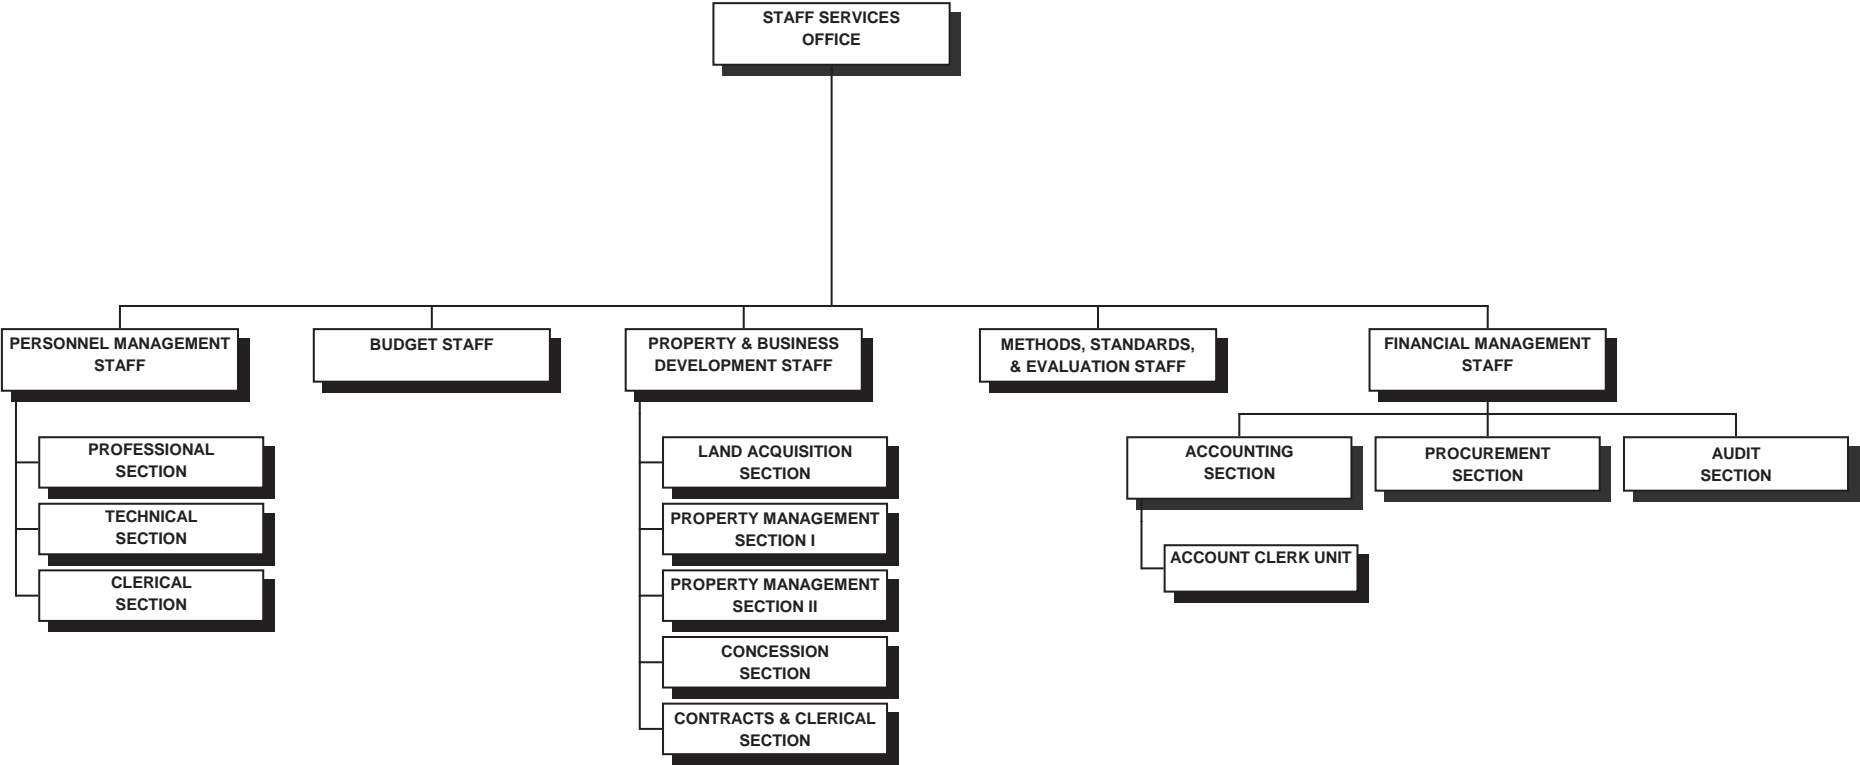 STAFF SERVICES
OFFICE
PERSONNEL MANAGEMENT
STAFF
BUDGET STAFF
PROPERTY & BUSINESS
DEVELOPMENT STAFF
METHODS, STANDARDS,
& EVALUATION STAFF
FINANCIAL MANAGEMENT
STAFF
PROFESSIONAL
SECTION
TECHNICAL
SECTION
CLERICAL
SECTION
LAND ACQUISITION
SECTION
PROPERTY MANAGEMENT
SECTION I
PROPERTY MANAGEMENT
SECTION II
CONCESSION
SECTION
CONTRACTS & CLERICAL
SECTION
ACCOUNTING
SECTION
ACCOUNT CLERK UNIT
PROCUREMENT
SECTION
AUDIT
SECTION